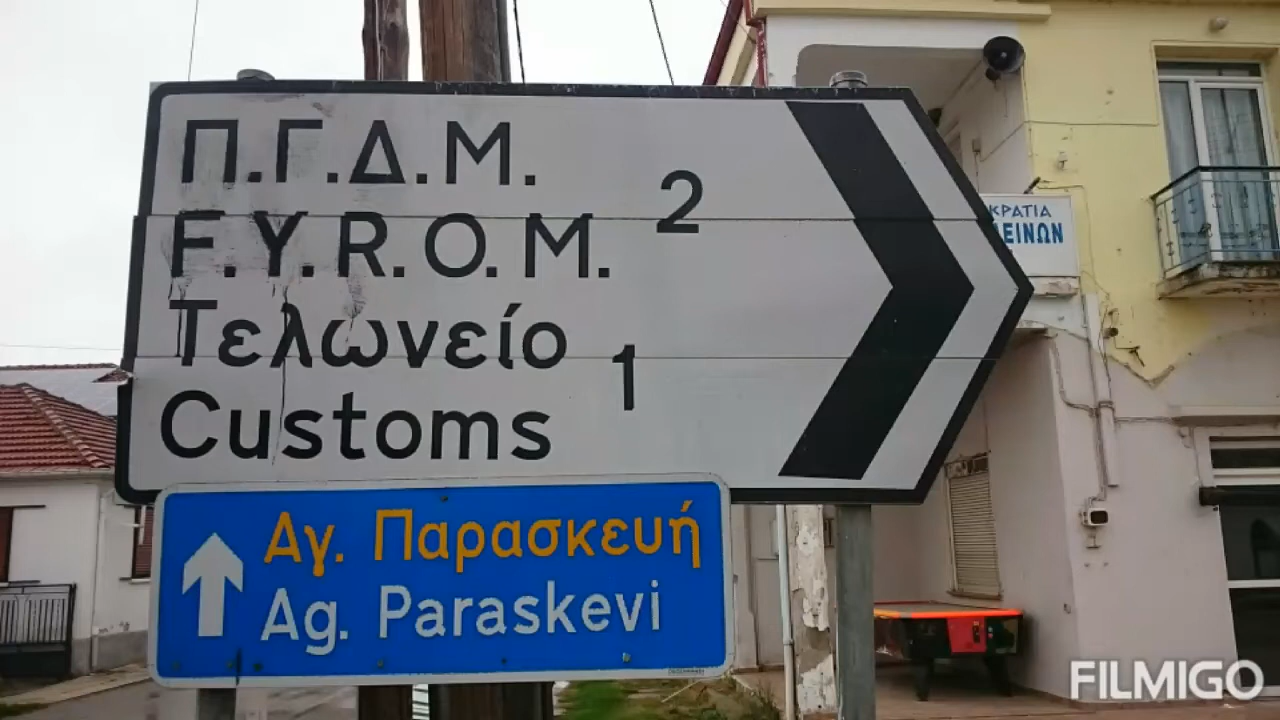 Π.Γ.Δ.Μ.
F.Y.R.O.M. 2
Τελωνείο
Customs 1
Αγ. Παρασκευή
Ag. Paraskevi
ΚΡΑΤΙΑ
ΕΙΝΩΝ
FILMIGO